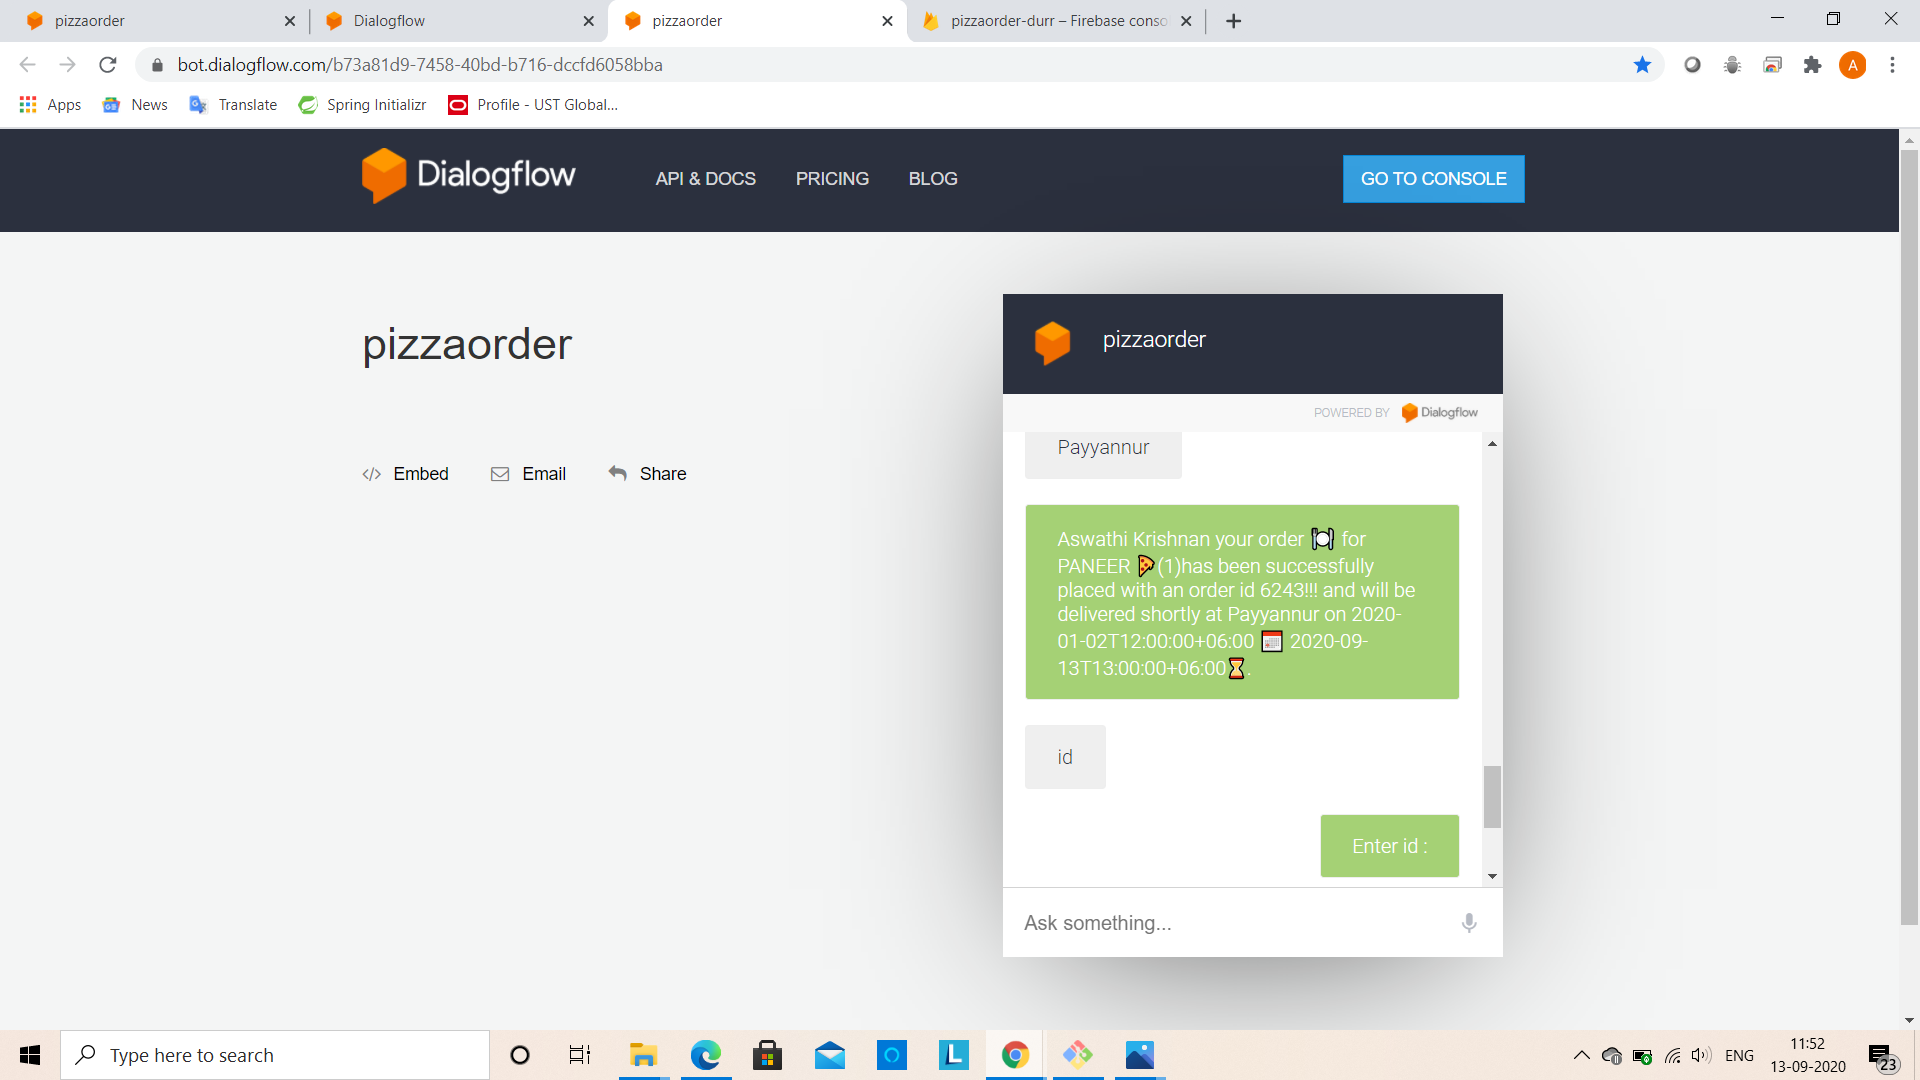 pizzaorder
Dialogflow
pizzaorder
pizzaorder-durr – Firebase conso
bot.dialogflow.com/b73a81d9-7458-40bd-b716-dccfd6058bba
A
Apps
News
Translate
Spring Initializr
Profile - UST Global...
Dialogflow
API & DOCS
PRICING
BLOG
GO TO CONSOLE
pizzaorder
Embed
Email
Share
pizzaorder
POWERED BY Dialogflow
Payyannur
Aswathi Krishnan your order 🍽 for
PANEER 🍕(1)has been successfully
placed with an order id 6243!!! and will be
delivered shortly at Payyannur on 2020-
01-02T12:00:00+06:00 📅 2020-09-
13T13:00:00+06:00⏳.
id
Enter id :
Ask something...
Type here to search
L
ENG
11:52
13-09-2020
23